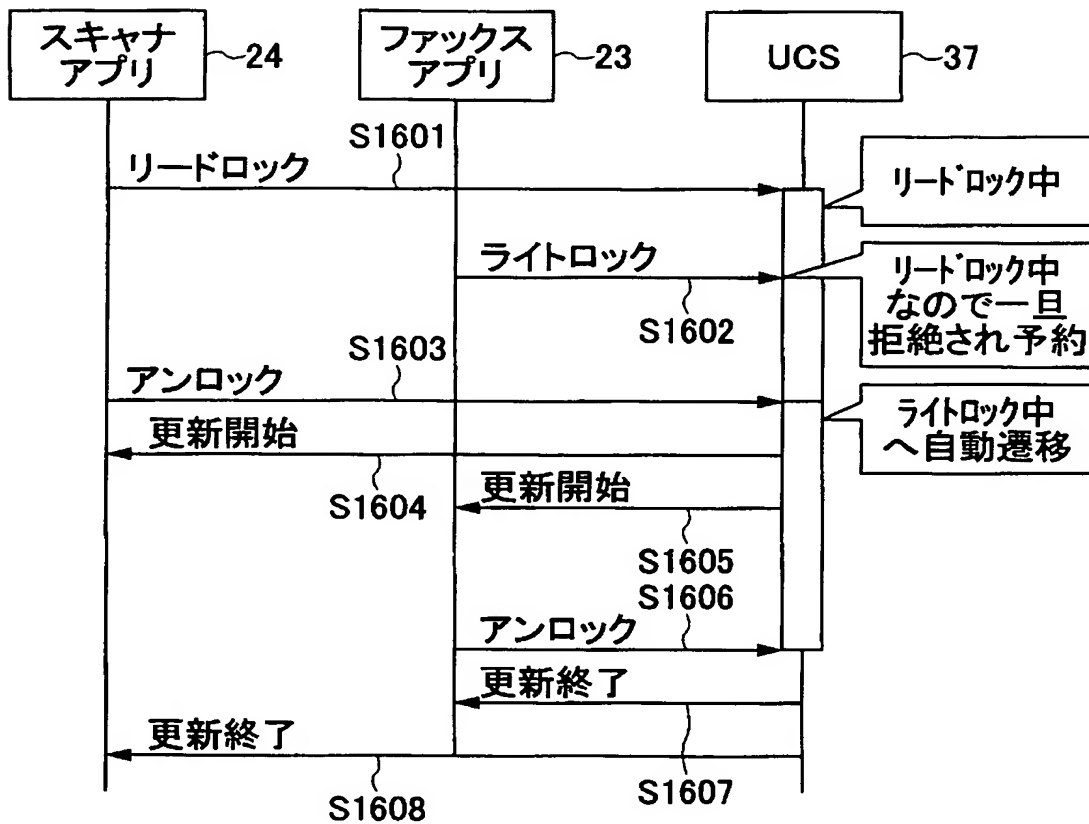 スキャナ
アプリ
24
ファックス
アプリ
23
UCS
37
S1601
リードロック
リードロック中
ライトロック
S1602
リードロック中
なので一旦
拒絶され予約
S1603
アンロック
ライトロック中
へ自動遷移
更新開始
S1604
更新開始
S1605
S1606
アンロック
更新終了
S1607
更新終了
S1608